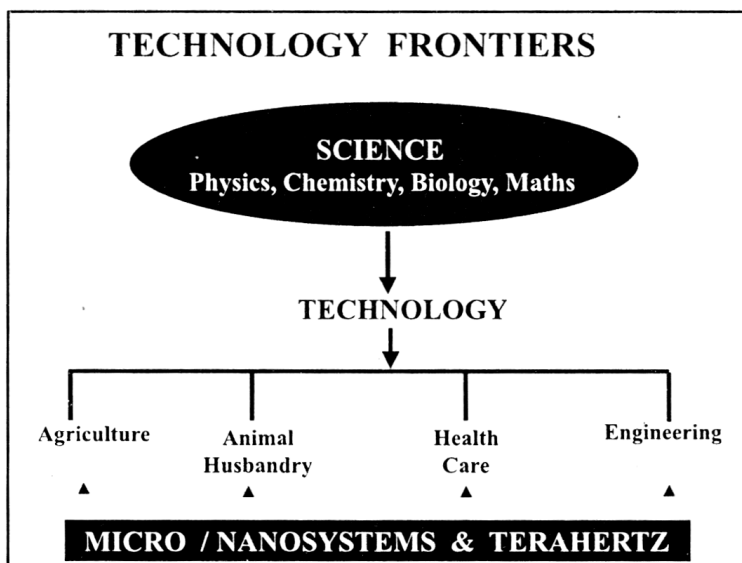 TECHNOLOGY FRONTIERS
SCIENCE
Physics, Chemistry, Biology, Maths
TECHNOLOGY
Agriculture
Animal
Husbandry
Health
Care
Engineering
MICRO / NANOSYSTEMS & TERAHERTZ